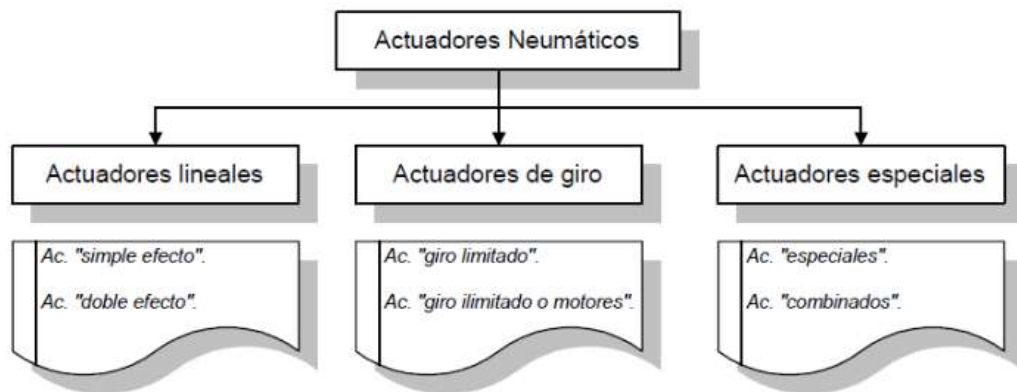 Actuadores Neumáticos
Actuadores lineales
Actuadores de giro
Actuadores especiales
Ac. "simple efecto".
Ac. "doble efecto".
Ac. "giro limitado".
Ac. "giro ilimitado o motores".
Ac. "especiales".
Ac. "combinados".